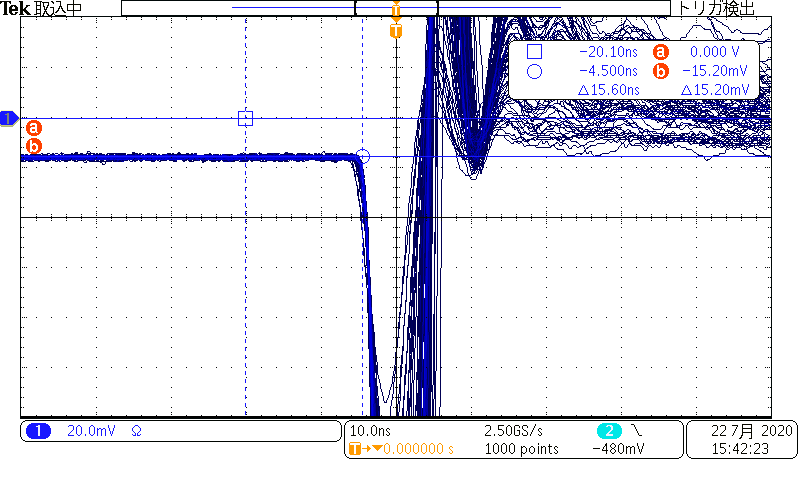 Tek 取込中 トリガ検出
T
T
□ -20.10ns a 0.000 V
○ -4.500ns b -15.20mV
Δ15.60ns Δ15.20mV
1
a
b
1 20.0mV Ω 10.0ns 2.50GS/s 2 -480mV 22 7月 2020
T→▼0.000000 s 1000 points 15:42:23